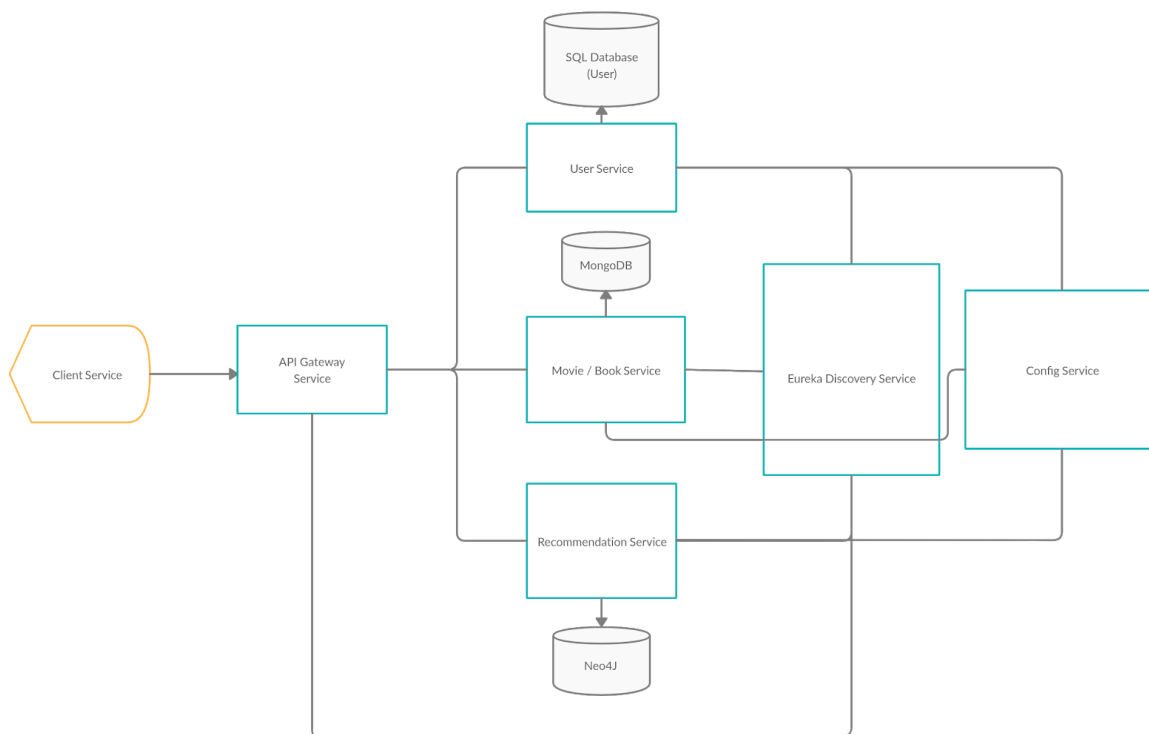 SQL Database
(User)
User Service
MongoDB
Client Service
API Gateway
Service
Movie / Book Service
Eureka Discovery Service
Config Service
Recommendation Service
Neo4J